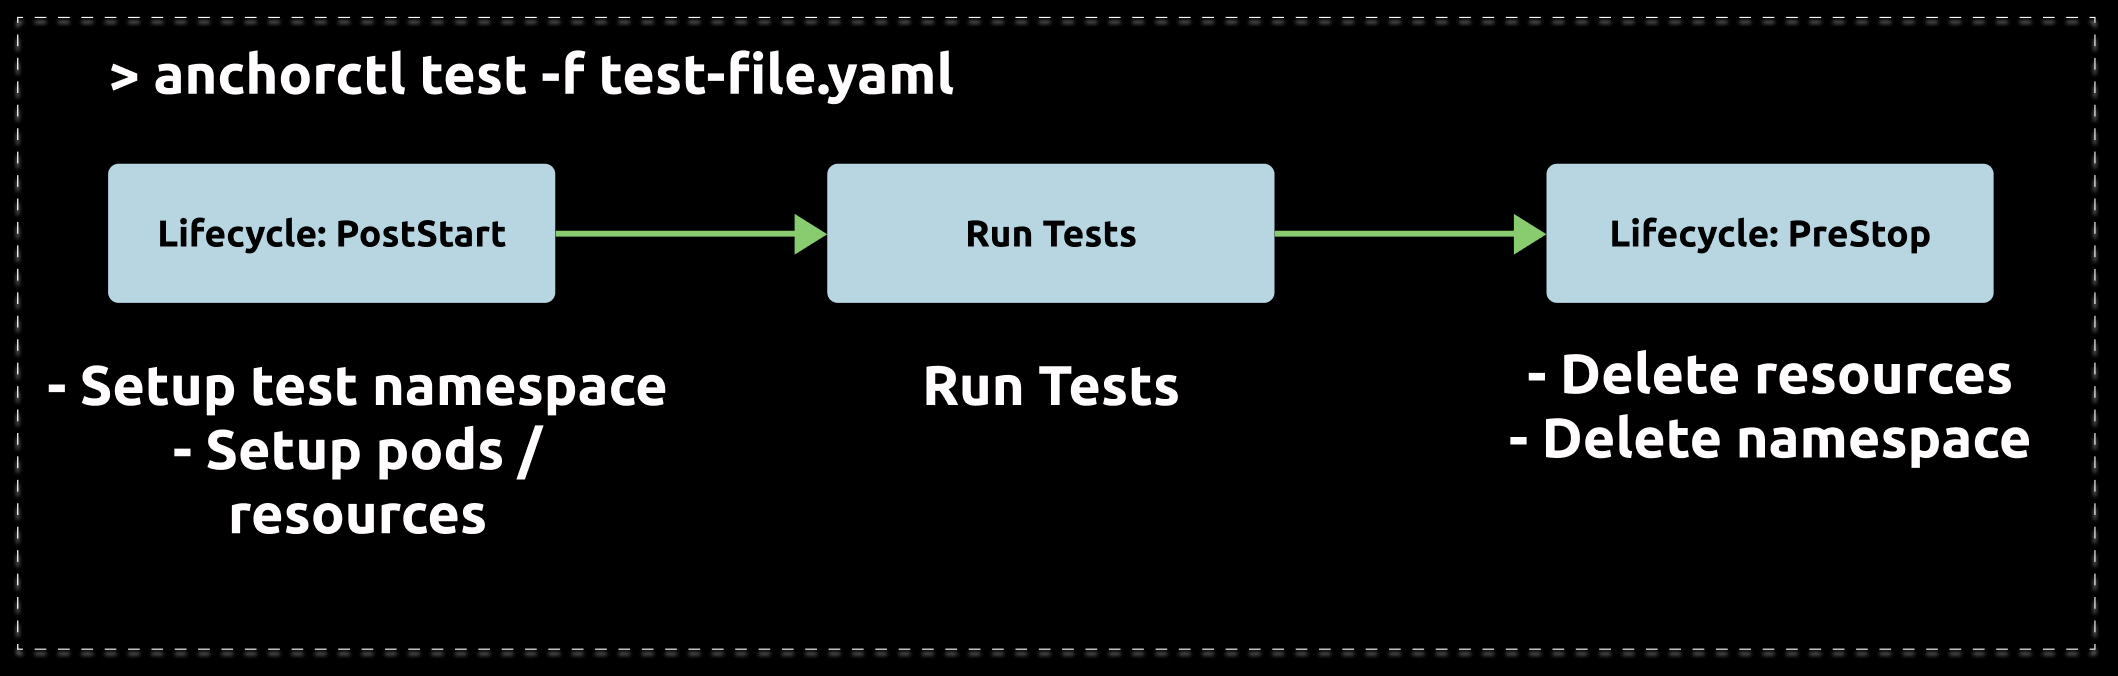 > anchorctl test -f test-file.yaml
Lifecycle: PostStart
Run Tests
Lifecycle: PreStop
- Setup test namespace
- Setup pods /
resources
Run Tests
- Delete resources
- Delete namespace